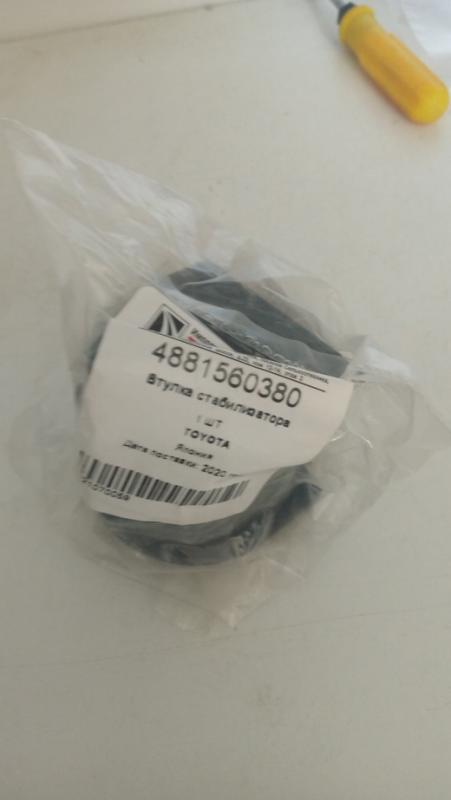 4881560380
Втулка стабилизатора
1 ШТ
TOYOTA
Япония
Дата поставки: 2020